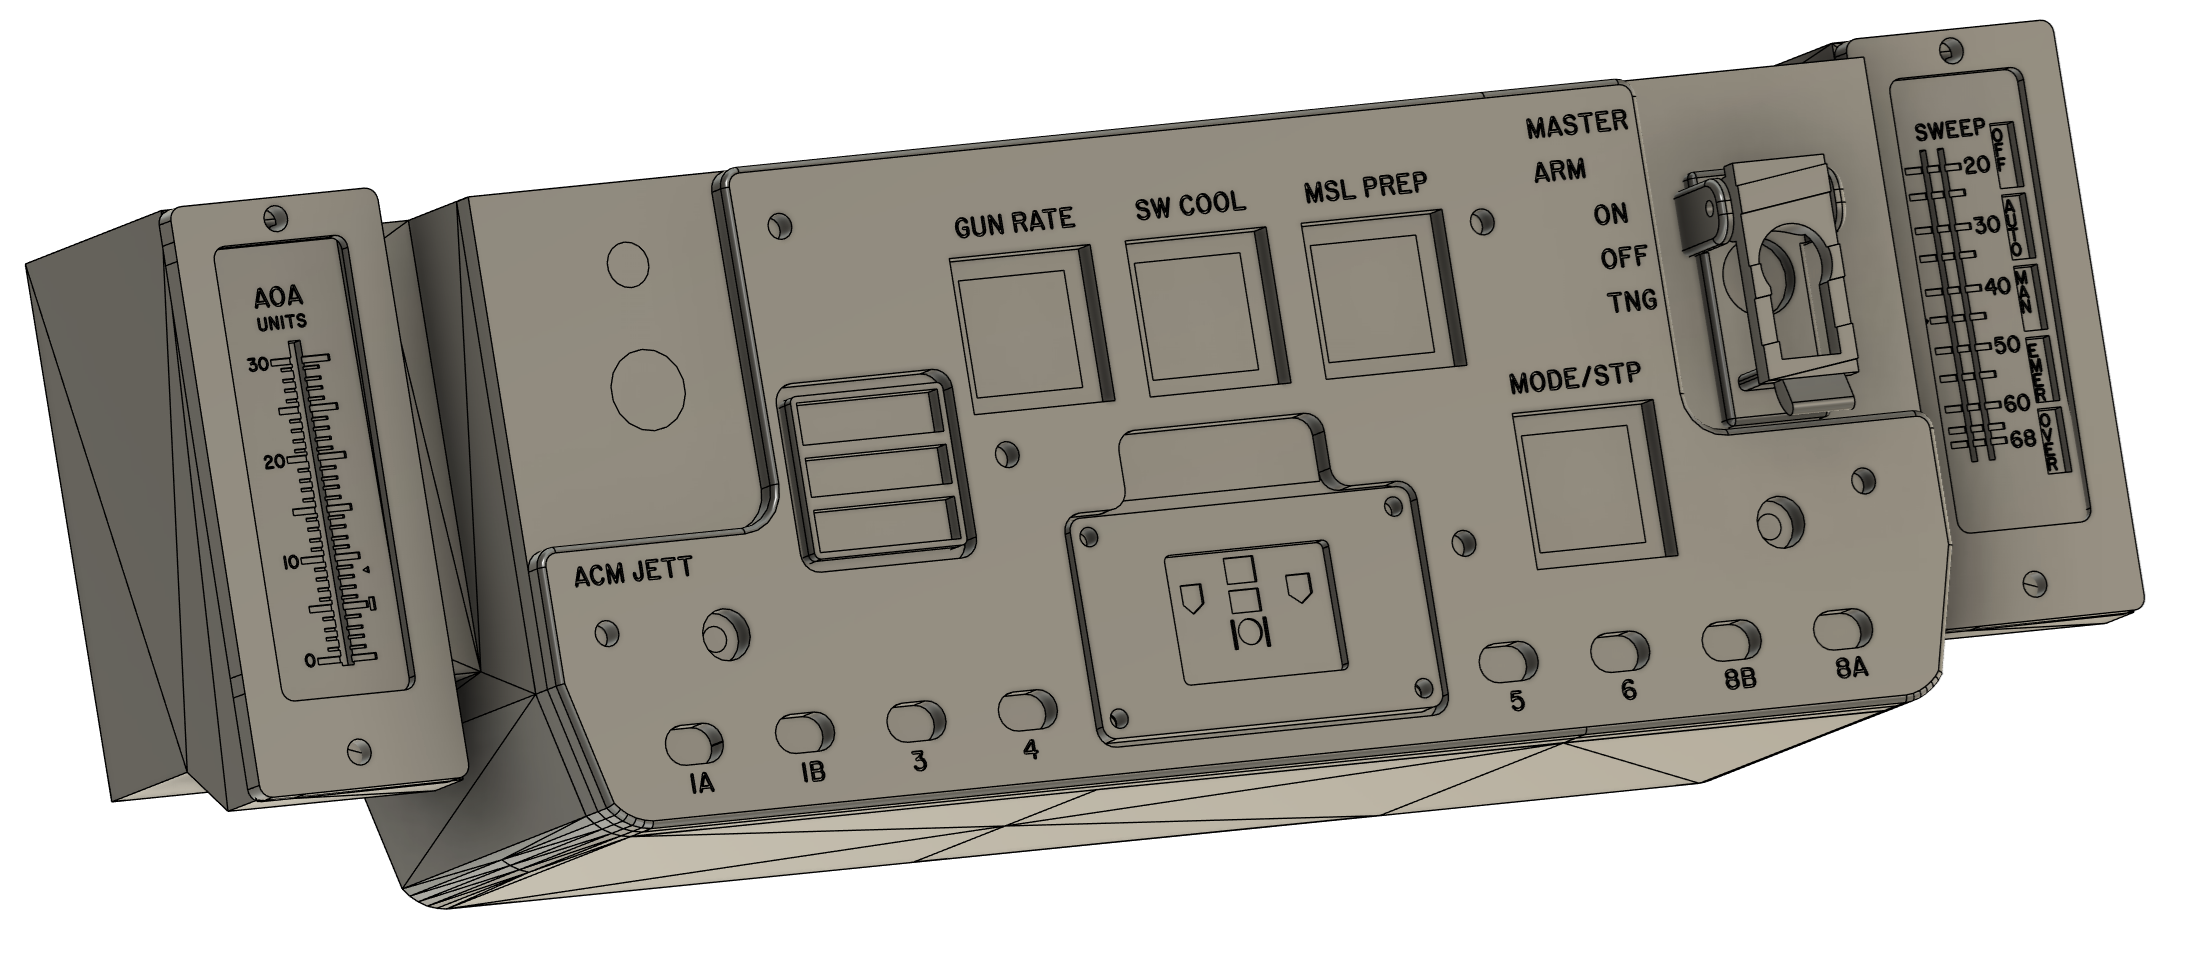 AOA
UNITS
30
20
10
0
ACM JETT
GUN RATE
SW COOL
MSL PREP
MASTER
ARM
ON
OFF
TNG
MODE/STP
1A
1B
3
4
5
6
8B
8A
SWEEP
20
30
40
50
60
68
OFF
AUTO
MAN
EMER
OVER